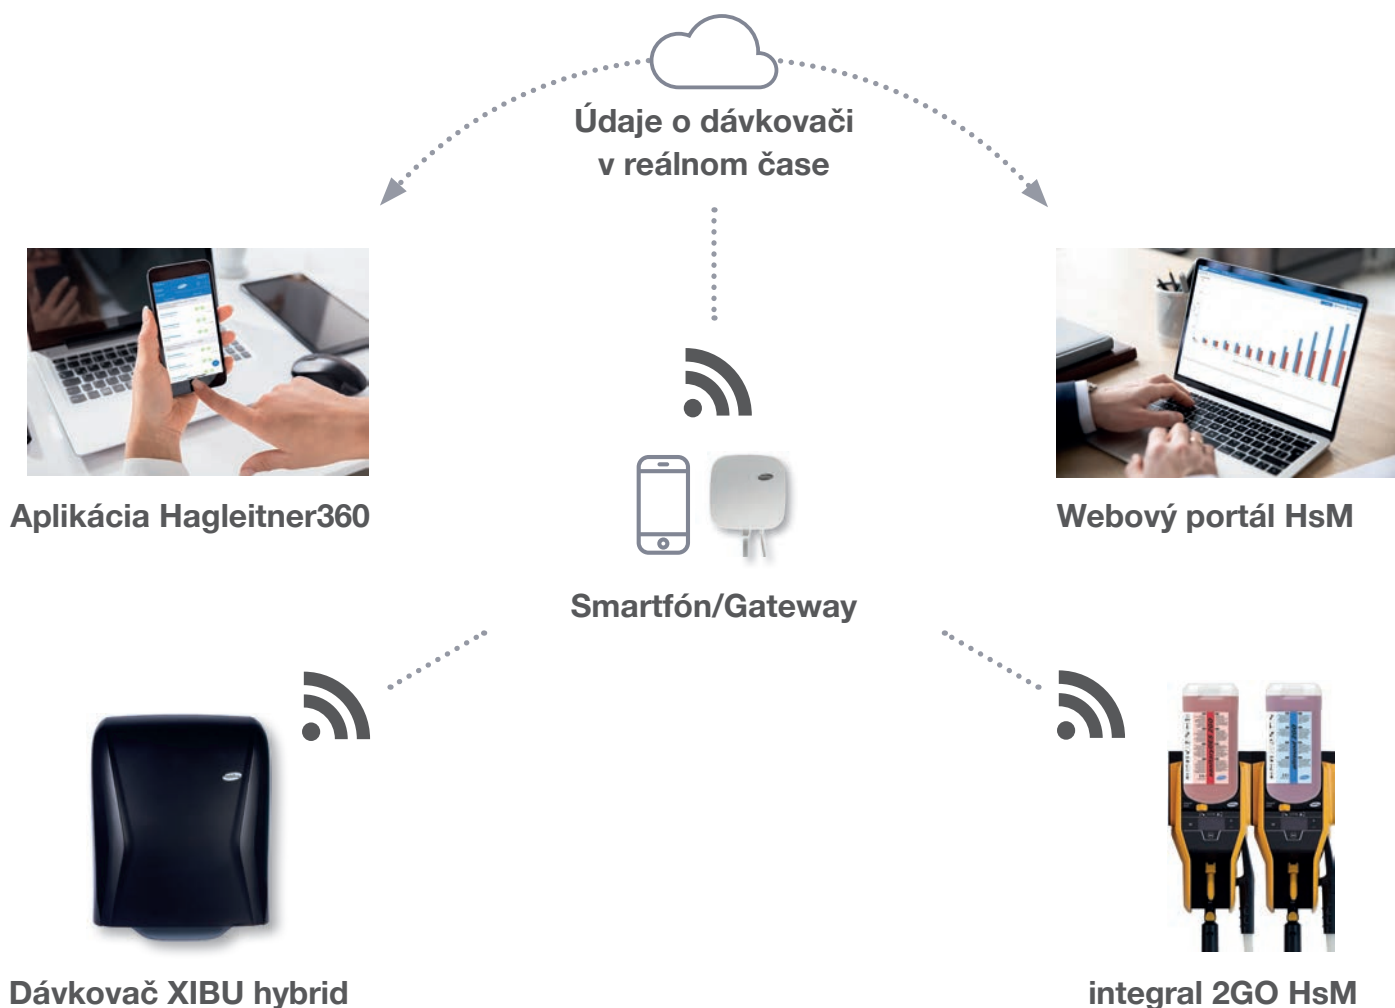 Údaje o dávkovači
v reálnom čase
Aplikácia Hagleitner360
Webový portál HsM
Smartfón/Gateway
Dávkovač XIBU hybrid
integral 2GO HsM